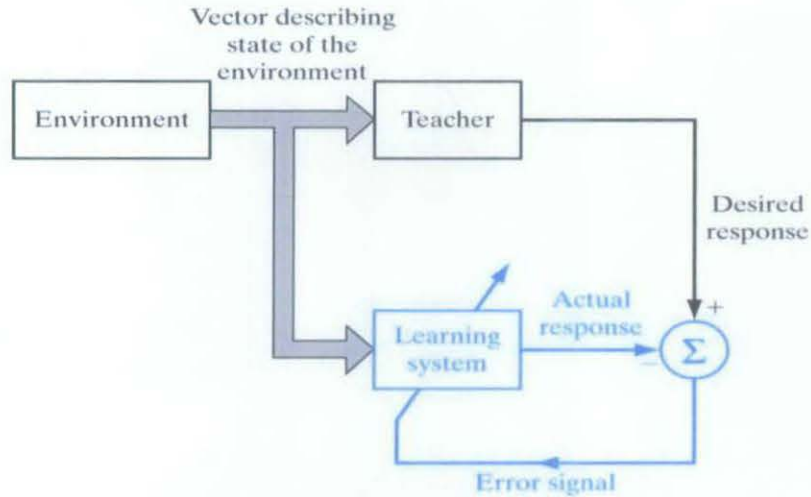 Vector describing
state of the
environment
Environment
Teacher
Desired
response
+
Learning
system
Actual
response
−
Σ
Error signal